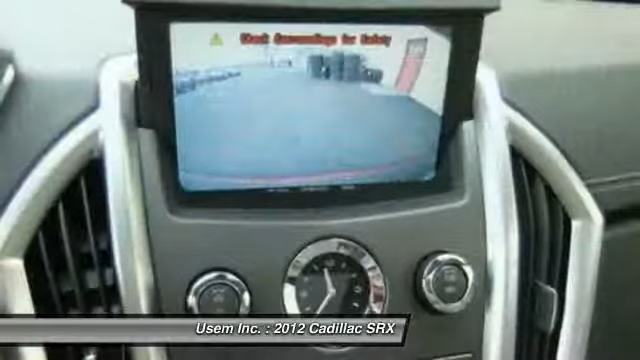 Check Surroundings for Safety
Usem Inc. : 2012 Cadillac SRX